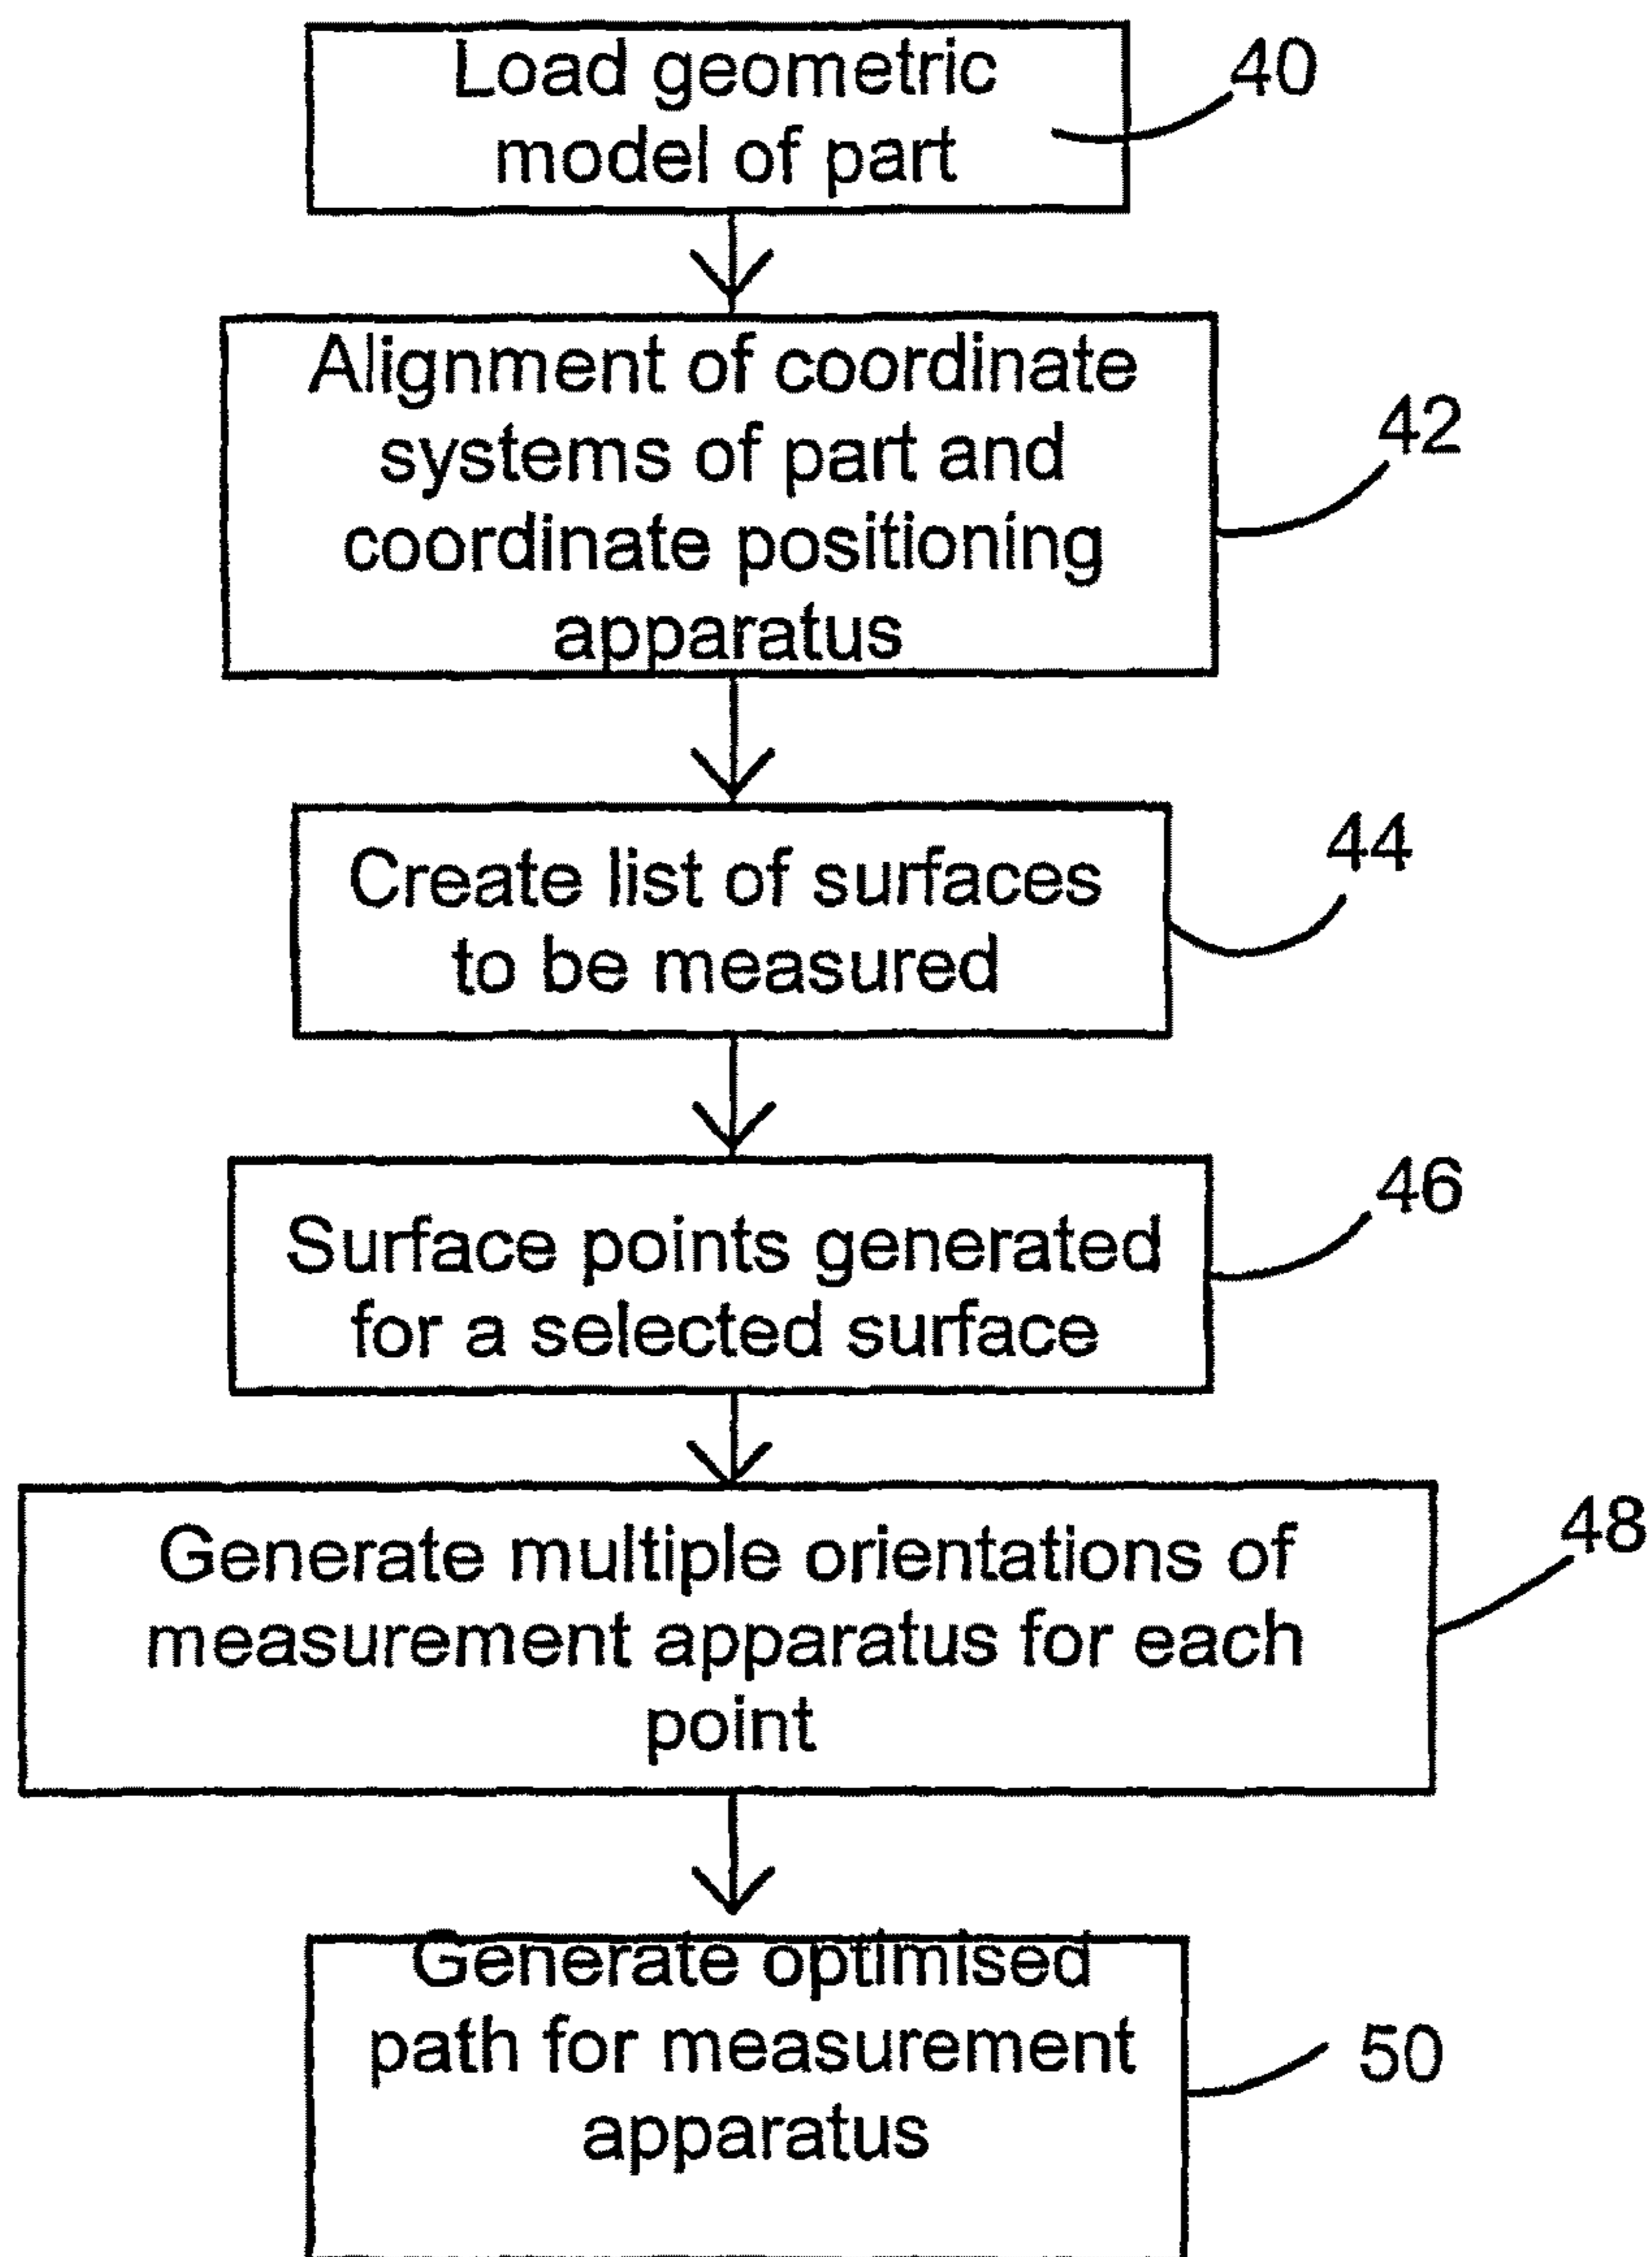 Load geometric
model of part
40
Alignment of coordinate
systems of part and
coordinate positioning
apparatus
42
Create list of surfaces
to be measured
44
Surface points generated
for a selected surface
46
Generate multiple orientations of
measurement apparatus for each
point
48
Generate optimised
path for measurement
apparatus
50